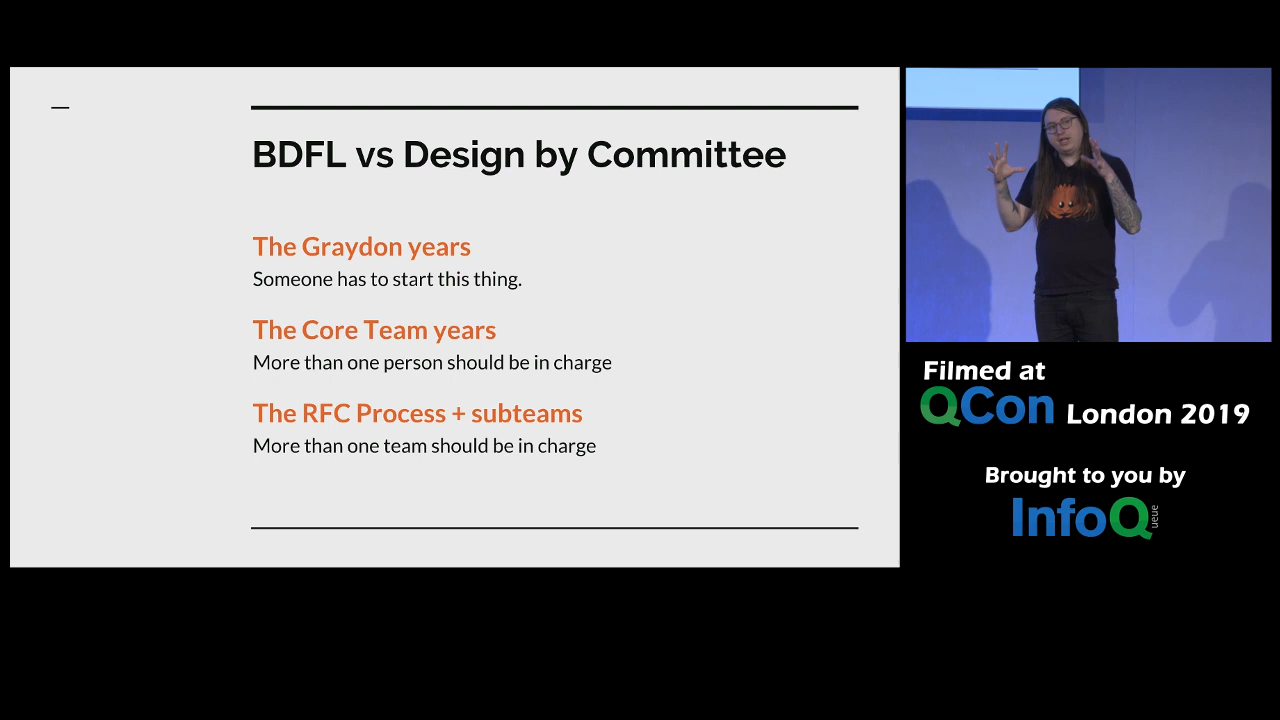 BDFL vs Design by Committee
The Graydon years
Someone has to start this thing.
The Core Team years
More than one person should be in charge
The RFC Process + subteams
More than one team should be in charge
Filmed at
QCon London 2019
Brought to you by
InfoQ
ueue